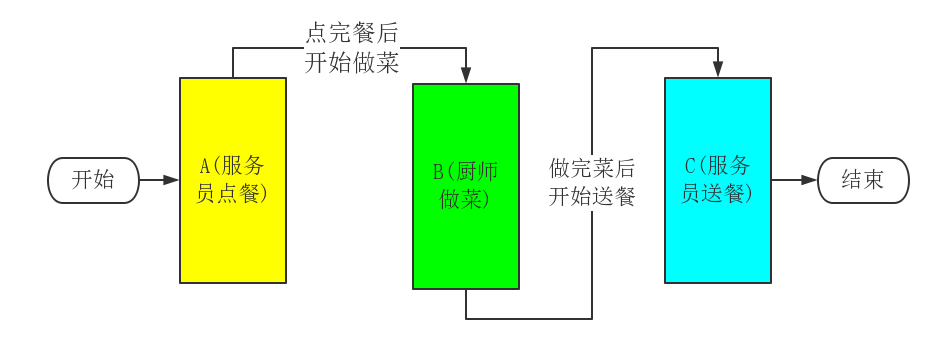 开始
A(服务
员点餐)
点完餐后
开始做菜
B(厨师
做菜)
做完菜后
开始送餐
C(服务
员送餐)
结束